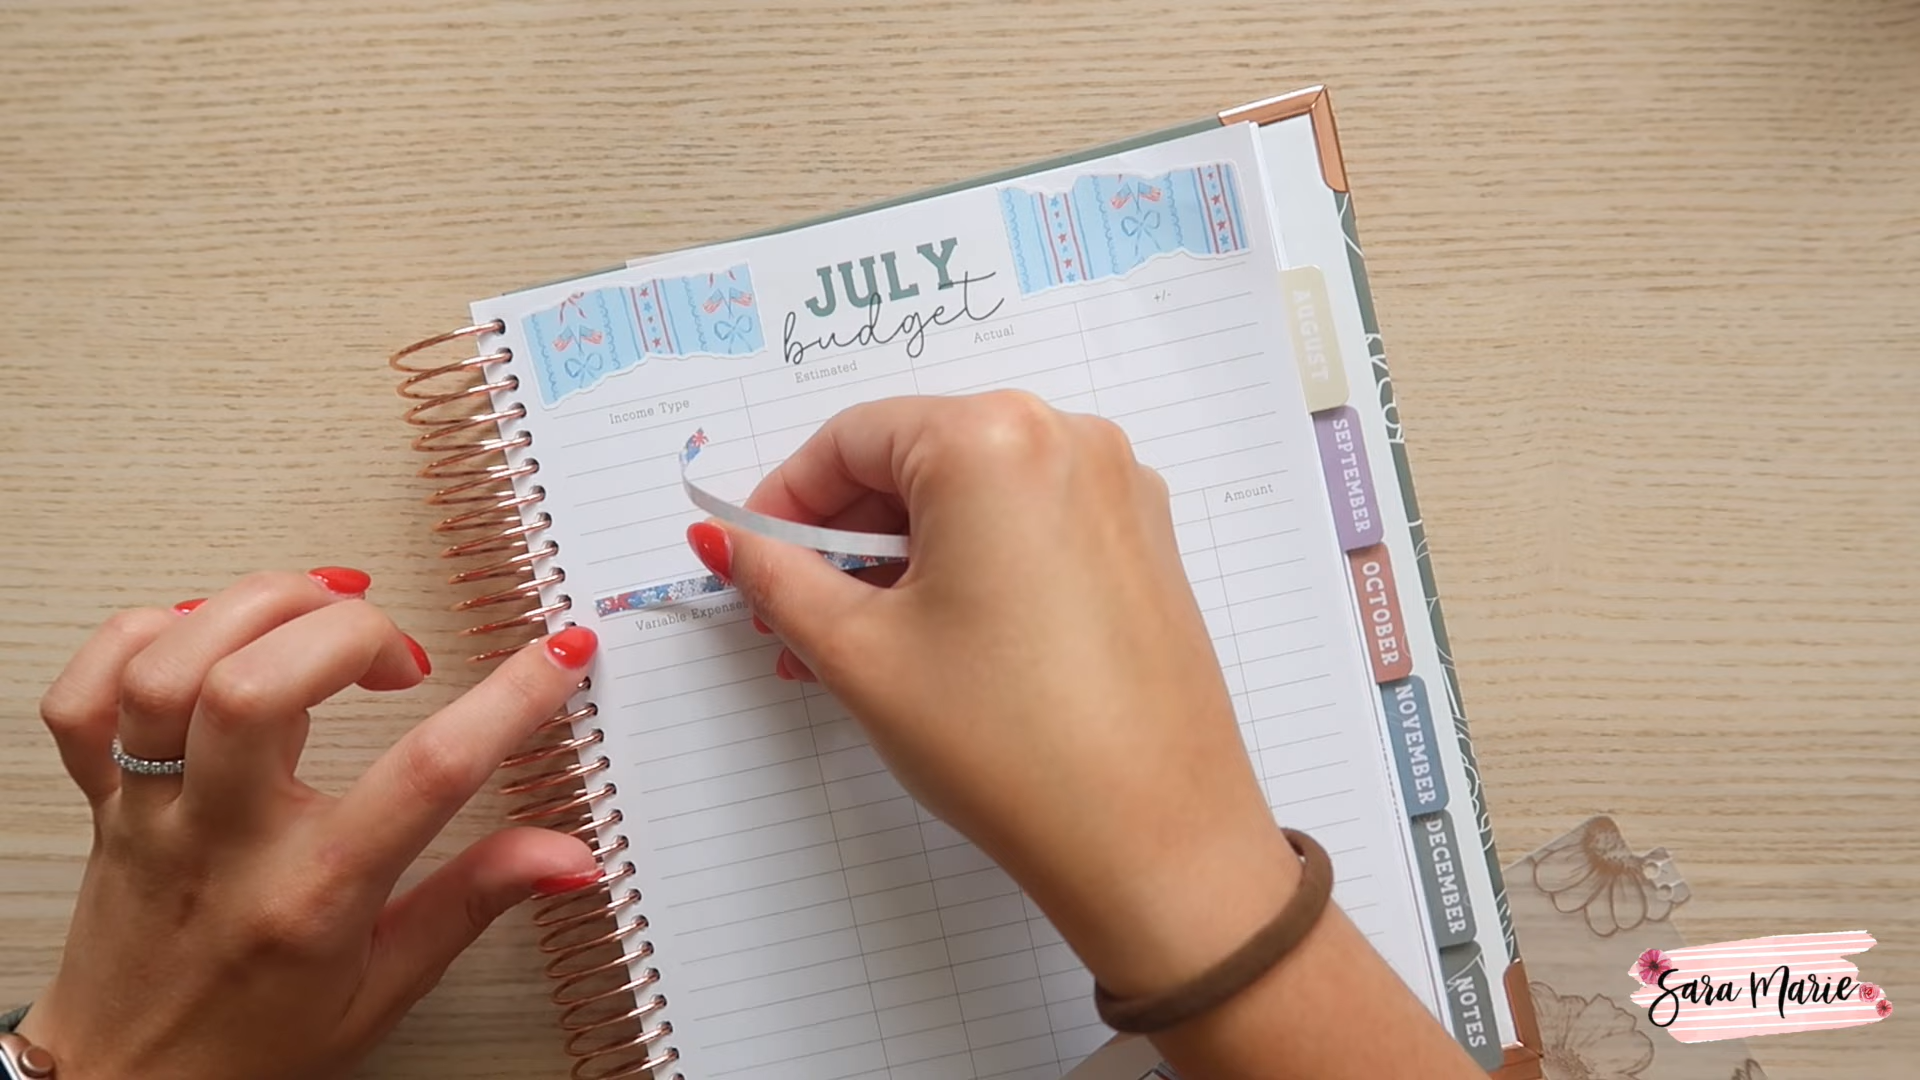 JULY
budget
Income Type
Estimated
Actual
+/-
Amount
Variable Expenses
AUGUST
SEPTEMBER
OCTOBER
NOVEMBER
DECEMBER
NOTES
Sara Marie